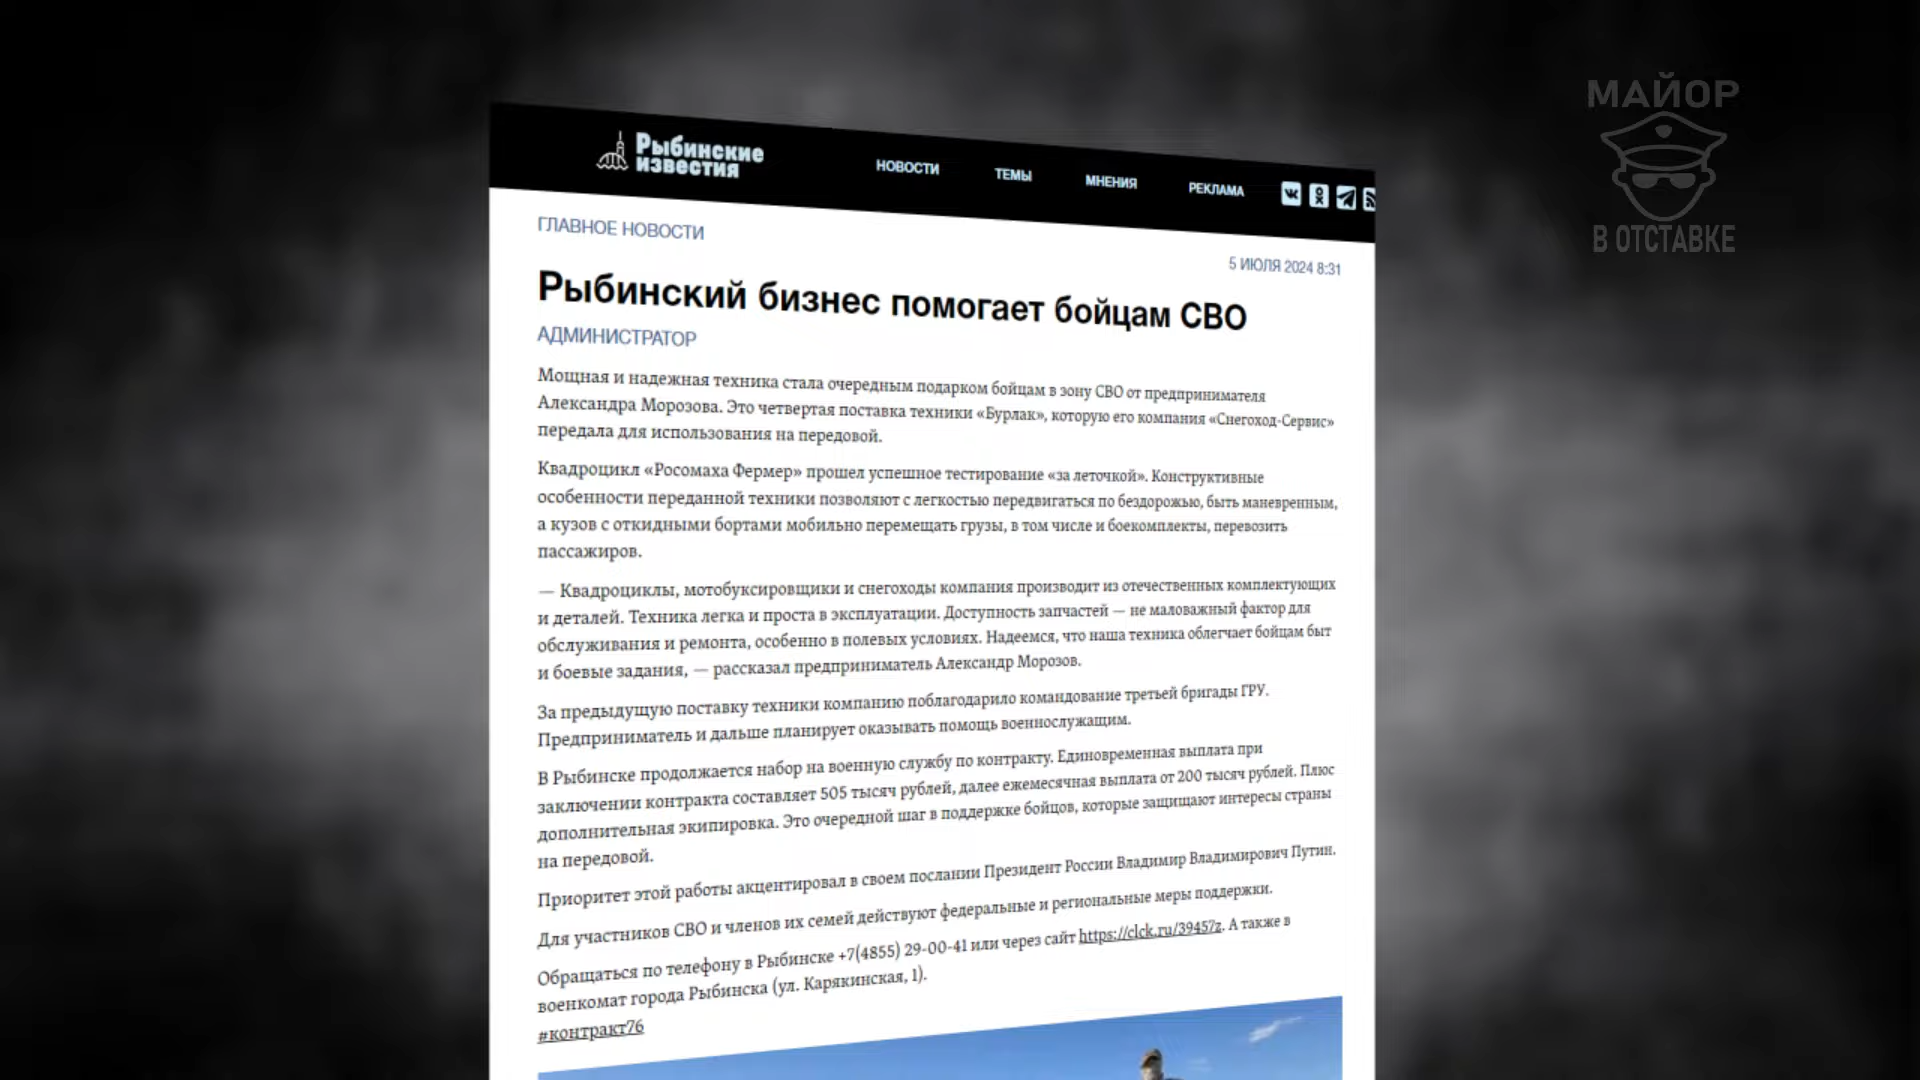 МАЙОР
В ОТСТАВКЕ
Рыбинские
известия
НОВОСТИ
ТЕМЫ
МНЕНИЯ
РЕКЛАМА
ГЛАВНОЕ НОВОСТИ
5 ИЮЛЯ 2024 8:31
Рыбинский бизнес помогает бойцам СВО
АДМИНИСТРАТОР
Мощная и надежная техника стала очередным подарком бойцам в зону СВО от предпринимателя
Александра Морозова. Это четвертая поставка техники «Бурлак», которую его компания «Снегоход-Сервис»
передала для использования на передовой.
Квадроцикл «Росомаха Фермер» прошел успешное тестирование «за леточкой». Конструктивные
особенности переданной техники позволяют с легкостью передвигаться по бездорожью, быть маневренным,
а кузов с откидными бортами мобильно перемещать грузы, в том числе и боекомплекты, перевозить
пассажиров.
— Квадроциклы, мотобуксировщики и снегоходы компания производит из отечественных комплектующих
и деталей. Техника легка и проста в эксплуатации. Доступность запчастей — не маловажный фактор для
обслуживания и ремонта, особенно в полевых условиях. Надеемся, что наша техника облегчает бойцам быт
и боевые задания, — рассказал предприниматель Александр Морозов.
За предыдущую поставку техники компанию поблагодарило командование третьей бригады ГРУ.
Предприниматель и дальше планирует оказывать помощь военнослужащим.
В Рыбинске продолжается набор на военную службу по контракту. Единовременная выплата при
заключении контракта составляет 505 тысяч рублей, далее ежемесячная выплата от 200 тысяч рублей. Плюс
дополнительная экипировка. Это очередной шаг в поддержке бойцов, которые защищают интересы страны
на передовой.
Приоритет этой работы акцентировал в своем послании Президент России Владимир Владимирович Путин.
Для участников СВО и членов их семей действуют федеральные и региональные меры поддержки.
Обращаться по телефону в Рыбинске +7(4855) 29-00-41 или через сайт https://clck.ru/39457z. А также в
военкомат города Рыбинска (ул. Карякинская, 1).
#контракт76